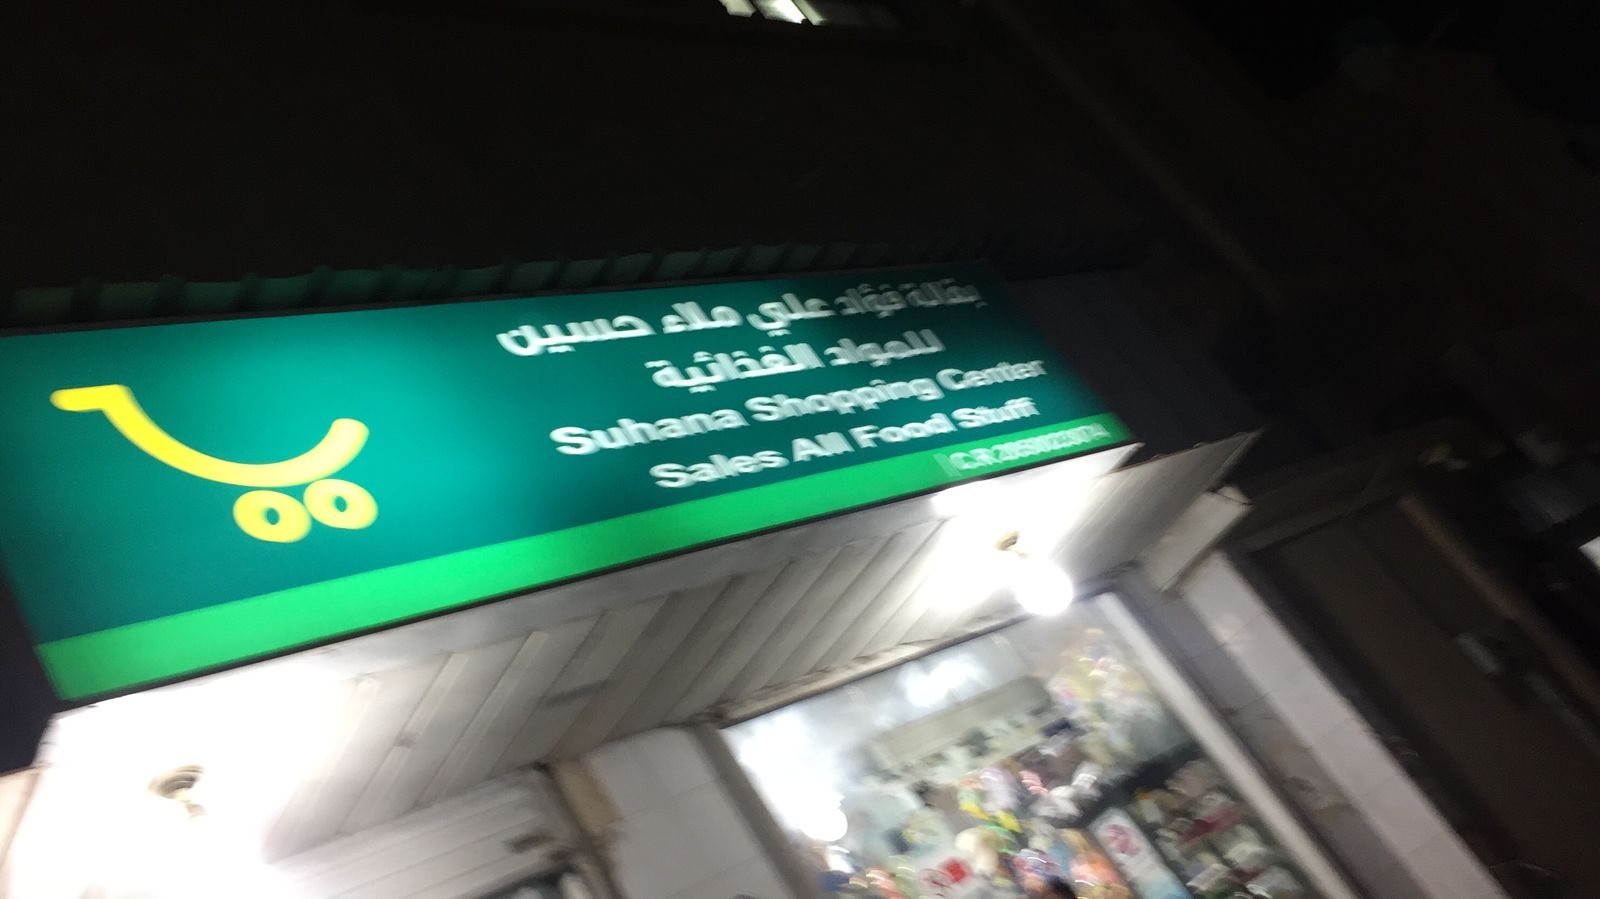 بقالة فؤاد علي ملاء حسين
للمواد الغذائية
Suhana Shopping Center
Sales All Food Stuff
C.R